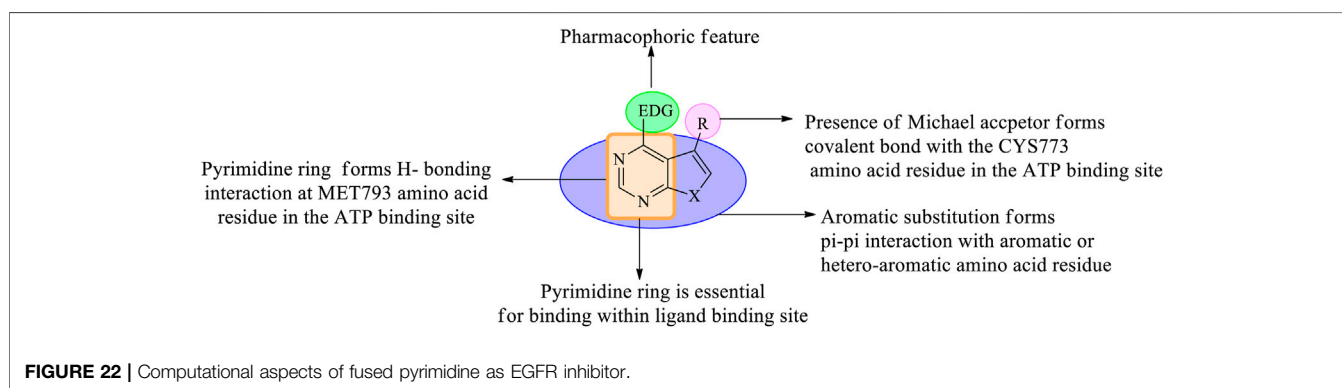 Pharmacophoric feature
EDG
R
N
N
X
Presence of Michael accpetor forms
covalent bond with the CYS773
amino acid residue in the ATP binding site
Pyrimidine ring forms H- bonding
interaction at MET793 amino acid
residue in the ATP binding site
Aromatic substitution forms
pi-pi interaction with aromatic or
hetero-aromatic amino acid residue
Pyrimidine ring is essential
for binding within ligand binding site
FIGURE 22 | Computational aspects of fused pyrimidine as EGFR inhibitor.